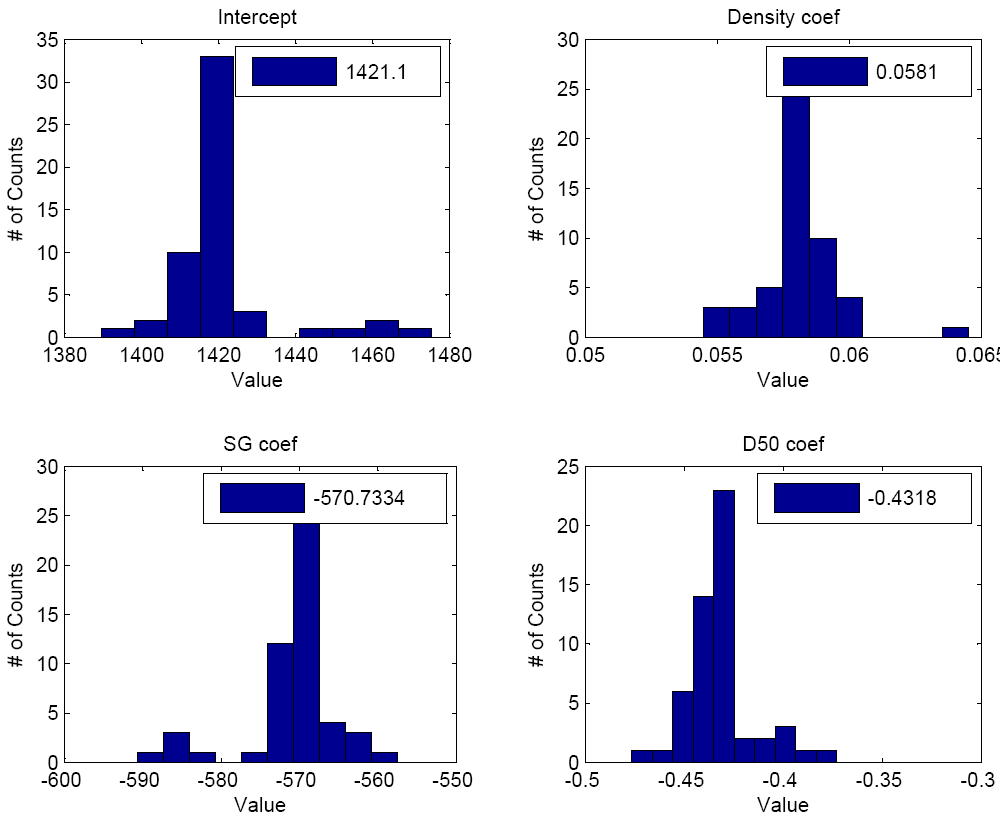 Intercept
35
30
25
20
15
10
5
0
# of Counts
1421.1
1380 1400 1420 1440 1460 1480
Value
Density coef
30
25
20
15
10
5
0
# of Counts
0.0581
0.05 0.055 0.06 0.065
Value
SG coef
30
25
20
15
10
5
0
# of Counts
-570.7334
-600 -590 -580 -570 -560 -550
Value
D50 coef
25
20
15
10
5
0
# of Counts
-0.4318
-0.5 -0.45 -0.4 -0.35 -0.3
Value